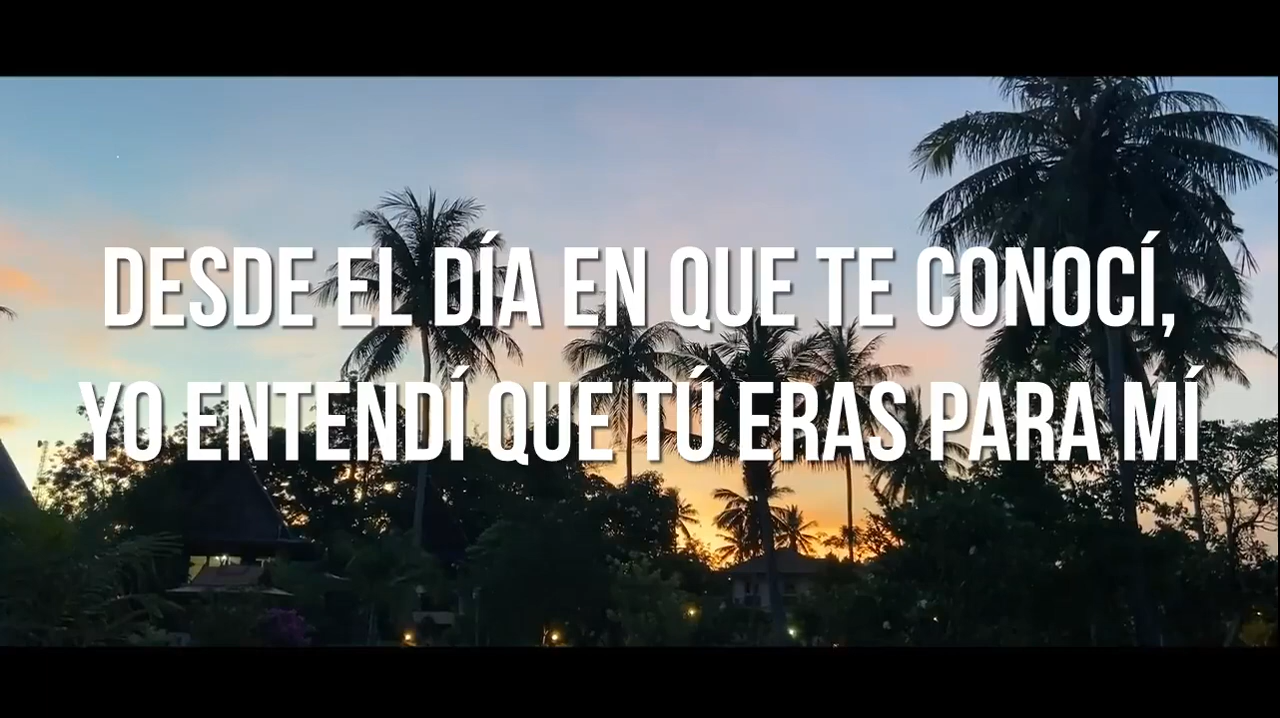 DESDE EL DÍA EN QUE TE CONOCÍ,
YO ENTENDÍ QUE TÚ ERAS PARA MÍ